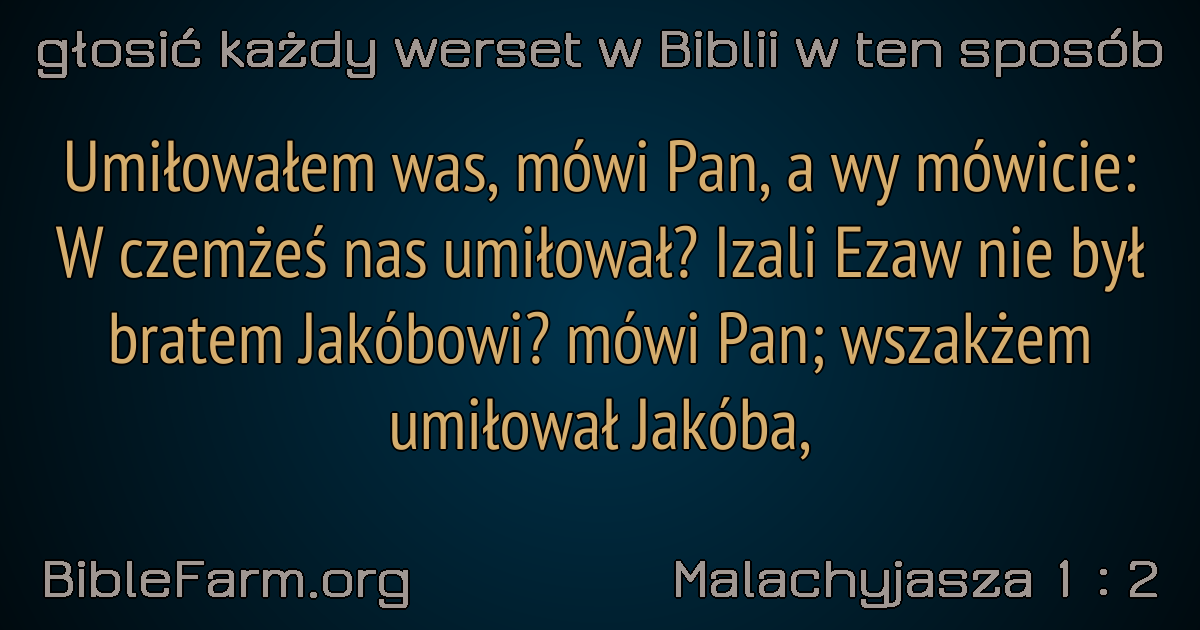 głosić każdy werset w Biblii w ten sposób
Umiłowałem was, mówi Pan, a wy mówicie:
W czemżeś nas umiłował? Izali Ezaw nie był
bratem Jakóbowi? mówi Pan; wszakżem
umiłował Jakóba,
BibleFarm.org
Malachyjasza 1 : 2